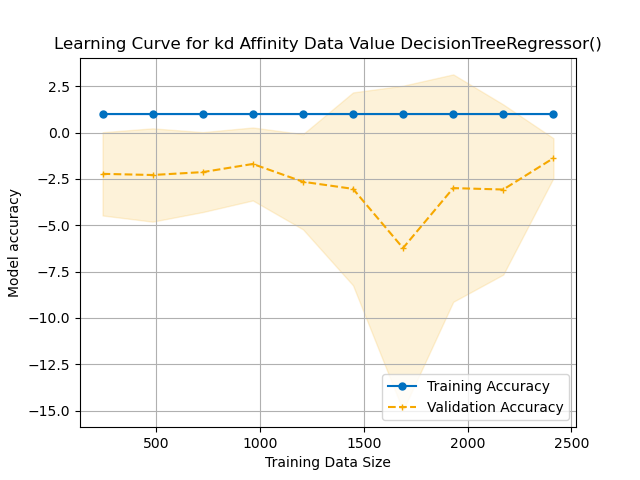 Learning Curve for kd Affinity Data Value DecisionTreeRegressor()
2.5
0.0
−2.5
−5.0
−7.5
−10.0
−12.5
−15.0
Model accuracy
Training Accuracy
Validation Accuracy
500
1000
1500
2000
2500
Training Data Size